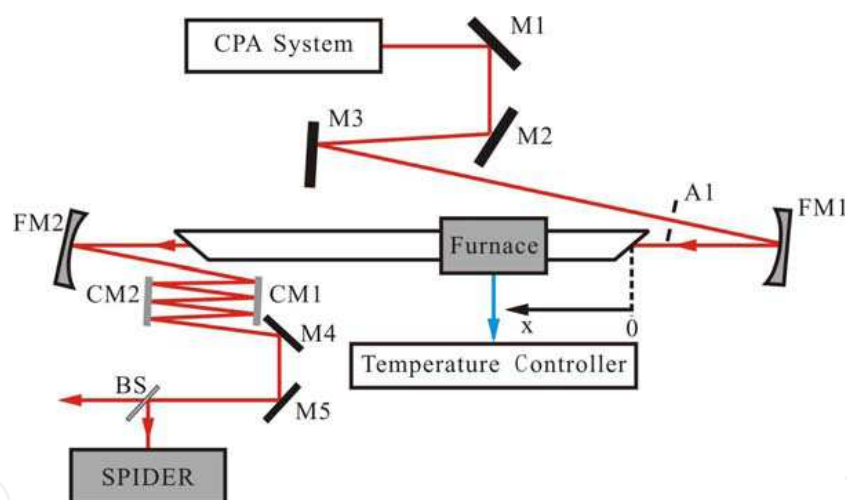 CPA System
M1
M2
M3
A1
FM1
FM2
Furnace
CM2
CM1
x
0
M4
Temperature Controller
BS
M5
SPIDER